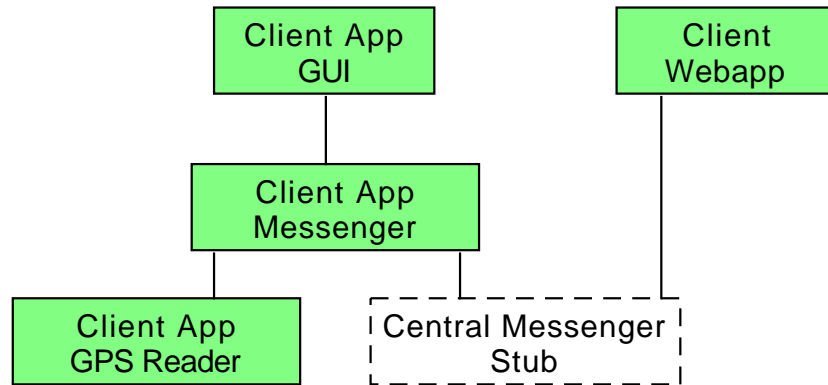 Client App
GUI
Client
Webapp
Client App
Messenger
Client App
GPS Reader
Central Messenger
Stub